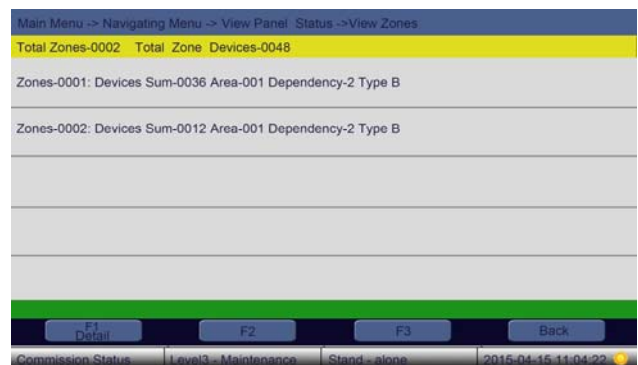 Main Menu -> Navigating Menu -> View Panel Status ->View Zones
Total Zones-0002 Total Zone Devices-0048
Zones-0001: Devices Sum-0036 Area-001 Dependency-2 Type B
Zones-0002: Devices Sum-0012 Area-001 Dependency-2 Type B
F1 F2 F3 Back
Detail
Commission Status Level3 - Maintenance Stand - alone 2015-04-15 11:04:22